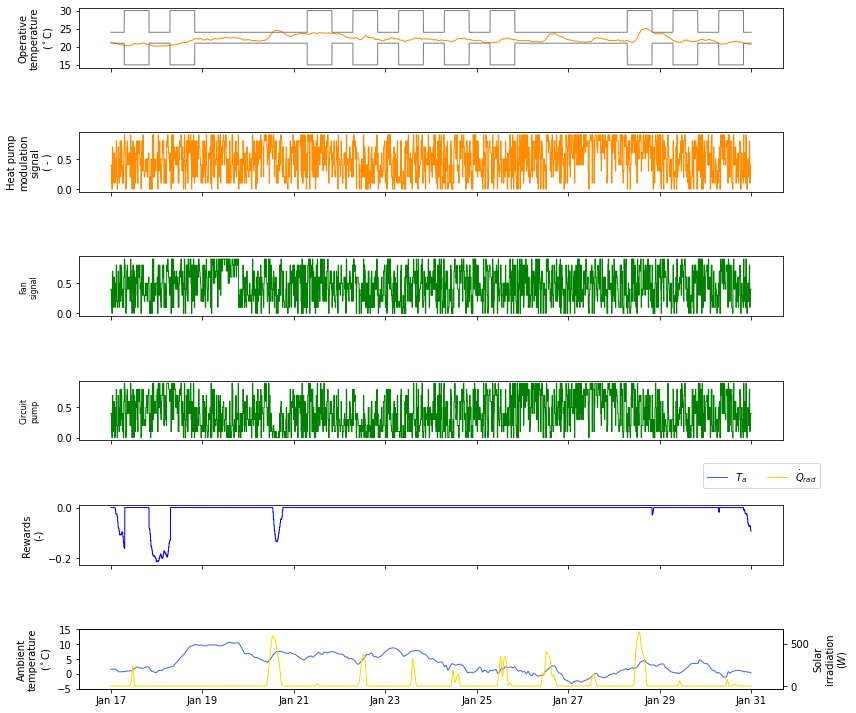 Operative
temperature
(°C)
30
25
20
15
Heat pump
modulation
signal
( - )
0.5
0.0
Fan
signal
0.5
0.0
Circuit
pump
0.5
0.0
T_a
Q̇_rad
Rewards
(-)
0.0
−0.2
Ambient
temperature
(°C)
15
10
5
0
−5
500
0
Solar
irradiation
(W)
Jan 17
Jan 19
Jan 21
Jan 23
Jan 25
Jan 27
Jan 29
Jan 31